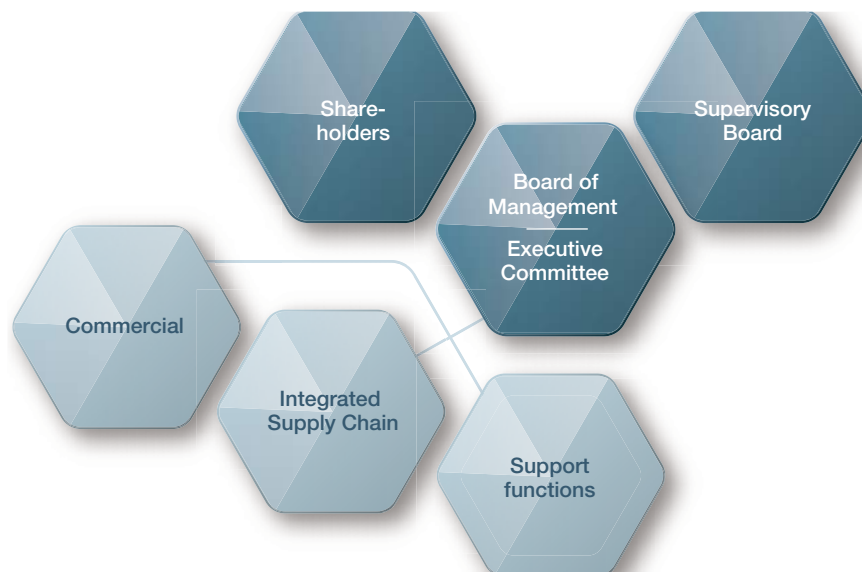 Share-
holders
Supervisory
Board
Board of
Management
Executive
Committee
Commercial
Integrated
Supply Chain
Support
functions